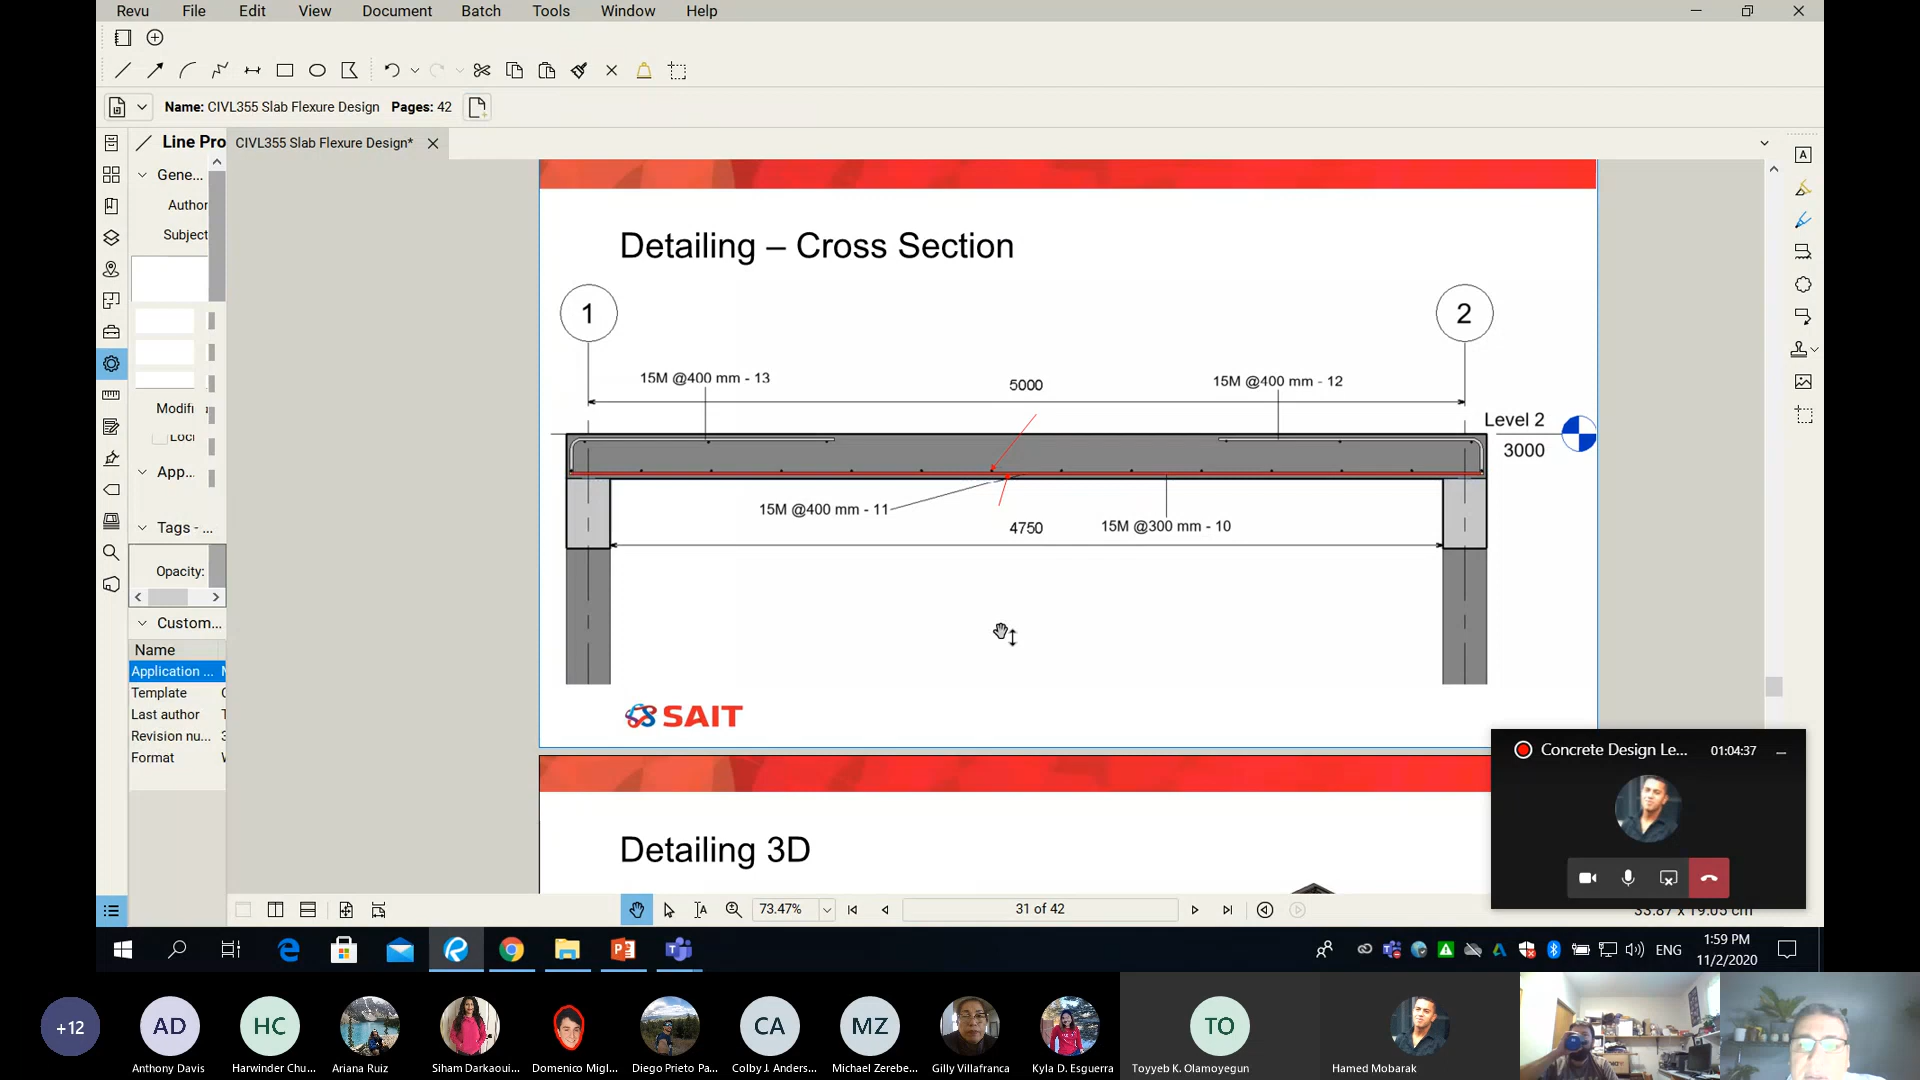 Revu File Edit View Document Batch Tools Window Help
Name: CIVL355 Slab Flexure Design Pages: 42
Line Pro
CIVL355 Slab Flexure Design*
Gene...
Author
Subject
Modifi
Lock
App...
Tags - ...
Opacity:
Custom...
Name
Application ...
Template
Last author
Revision nu...
Format
Detailing – Cross Section
1
2
15M @400 mm - 13
5000
15M @400 mm - 12
Level 2
3000
15M @400 mm - 11
4750
15M @300 mm - 10
SAIT
Detailing 3D
Concrete Design Le... 01:04:37
73.47%
31 of 42
33.87 x 19.05 cm
ENG
1:59 PM
11/2/2020
+12
AD
HC
CA
MZ
TO
Anthony Davis
Harwinder Chu...
Ariana Ruiz
Siham Darkaoui...
Domenico Migl...
Diego Prieto Pa...
Colby J. Anders...
Michael Zerebe...
Gilly Villafranca
Kyla D. Esguerra
Toyyeb K. Olamoyegun
Hamed Mobarak